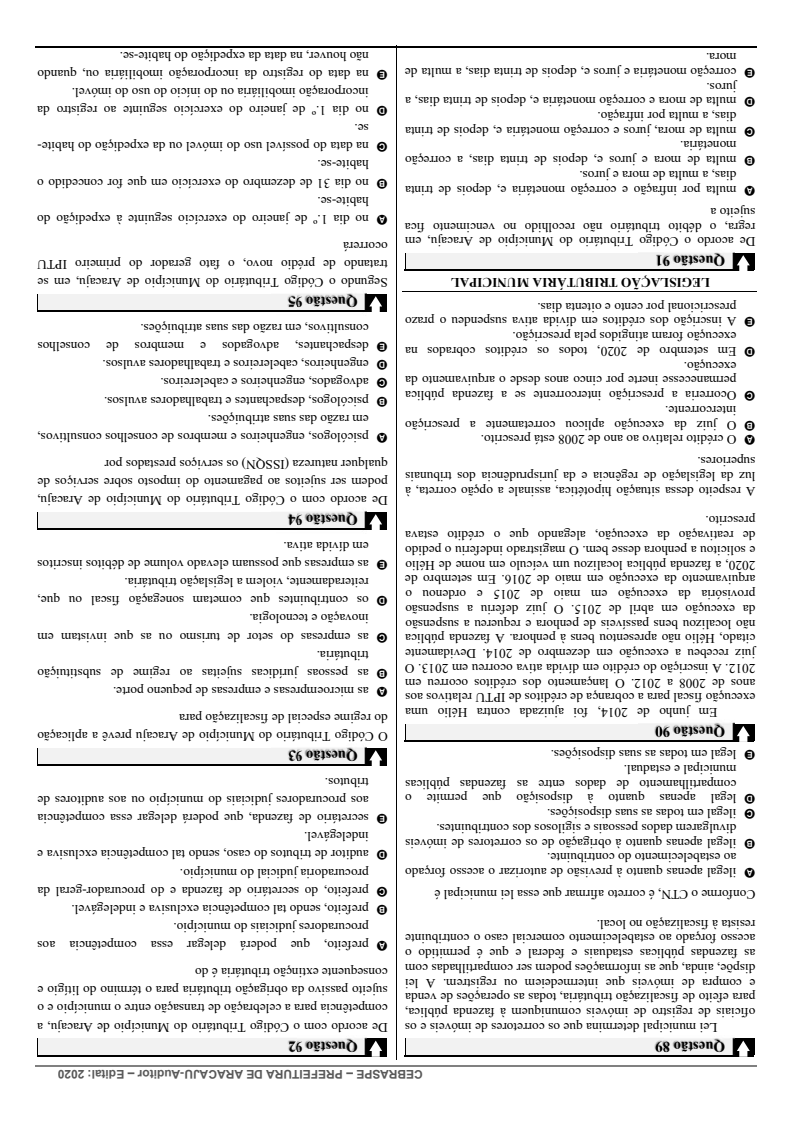 CEBRASPE – PREFEITURA DE ARACAJU-Auditor – Edital: 2020
Questão 89
Lei municipal determina que os corretores de imóveis e os
oficiais de registro de imóveis comuniquem à fazenda pública,
para efeito de fiscalização tributária, todas as operações de venda
e compra de imóveis que intermedeiem ou registrem. A lei
dispõe, ainda, que as informações podem ser compartilhadas com
as fazendas públicas estaduais e federal e que é permitido o
acesso forçado ao estabelecimento comercial caso o contribuinte
resista à fiscalização no local.
Conforme o CTN, é correto afirmar que essa lei municipal é
A ilegal apenas quanto à previsão de autorizar o acesso forçado
ao estabelecimento do contribuinte.
B ilegal apenas quanto à obrigação de os corretores de imóveis
divulgarem dados pessoais e sigilosos dos contribuintes.
C ilegal em todas as suas disposições.
D legal apenas quanto à disposição que permite o
compartilhamento de dados entre as fazendas públicas
municipal e estadual.
E legal em todas as suas disposições.
Questão 90
Em junho de 2014, foi ajuizada contra Hélio uma
execução fiscal para a cobrança de créditos de IPTU relativos aos
anos de 2008 a 2012. O lançamento dos créditos ocorreu em
2012. A inscrição do crédito em dívida ativa ocorreu em 2013. O
juiz recebeu a execução em dezembro de 2014. Devidamente
citado, Hélio não apresentou bens à penhora. A fazenda pública
não localizou bens passíveis de penhora e requereu a suspensão
da execução em abril de 2015. O juiz deferiu a suspensão
provisória da execução em maio de 2015 e ordenou o
arquivamento da execução em maio de 2016. Em setembro de
2020, a fazenda pública localizou um veículo em nome de Hélio
e solicitou a penhora desse bem. O magistrado indeferiu o pedido
de reativação da execução, alegando que o crédito estava
prescrito.
A respeito dessa situação hipotética, assinale a opção correta, à
luz da legislação de regência e da jurisprudência dos tribunais
superiores.
A O crédito relativo ao ano de 2008 está prescrito.
B O juiz da execução aplicou corretamente a prescrição
intercorrente.
C Ocorreria a prescrição intercorrente se a fazenda pública
permanecesse inerte por cinco anos desde o arquivamento da
execução.
D Em setembro de 2020, todos os créditos cobrados na
execução foram atingidos pela prescrição.
E A inscrição dos créditos em dívida ativa suspendeu o prazo
prescricional por cento e oitenta dias.
LEGISLAÇÃO TRIBUTÁRIA MUNICIPAL
Questão 91
De acordo o Código Tributário do Município de Aracaju, em
regra, o débito tributário não recolhido no vencimento fica
sujeito a
A multa por infração e correção monetária e, depois de trinta
dias, a multa de mora e juros.
B multa de mora e juros e, depois de trinta dias, a correção
monetária.
C multa de mora, juros e correção monetária e, depois de trinta
dias, a multa por infração.
D multa de mora e correção monetária e, depois de trinta dias, a
juros.
E correção monetária e juros e, depois de trinta dias, a multa de
mora.
Questão 92
De acordo com o Código Tributário do Município de Aracaju, a
competência para a celebração de transação entre o município e o
sujeito passivo da obrigação tributária para o término do litígio e
consequente extinção tributária é do
A prefeito, que poderá delegar essa competência aos
procuradores judiciais do município.
B prefeito, sendo tal competência exclusiva e indelegável.
C prefeito, do secretário de fazenda e do procurador-geral da
procuradoria judicial do município.
D auditor de tributos do caso, sendo tal competência exclusiva e
indelegável.
E secretário de fazenda, que poderá delegar essa competência
aos procuradores judiciais do município ou aos auditores de
tributos.
Questão 93
O Código Tributário do Município de Aracaju prevê a aplicação
do regime especial de fiscalização para
A as microempresas e empresas de pequeno porte.
B as pessoas jurídicas sujeitas ao regime de substituição
tributária.
C as empresas do setor de turismo ou as que invistam em
inovação e tecnologia.
D os contribuintes que cometam sonegação fiscal ou que,
reiteradamente, violem a legislação tributária.
E as empresas que possuam elevado volume de débitos inscritos
em dívida ativa.
Questão 94
De acordo com o Código Tributário do Município de Aracaju,
podem ser sujeitos ao pagamento do imposto sobre serviços de
qualquer natureza (ISSQN) os serviços prestados por
A psicólogos, engenheiros e membros de conselhos consultivos,
em razão das suas atribuições.
B psicólogos, despachantes e trabalhadores avulsos.
C advogados, engenheiros e cabeleireiros.
D engenheiros, cabeleireiros e trabalhadores avulsos.
E despachantes, advogados e membros de conselhos
consultivos, em razão das suas atribuições.
Questão 95
Segundo o Código Tributário do Município de Aracaju, em se
tratando de prédio novo, o fato gerador do primeiro IPTU
ocorrerá
A no dia 1.º de janeiro do exercício seguinte à expedição do
habite-se.
B no dia 31 de dezembro do exercício em que for concedido o
habite-se.
C na data do possível uso do imóvel ou da expedição do habite-
se.
D no dia 1.º de janeiro do exercício seguinte ao registro da
incorporação imobiliária ou do início do uso do imóvel.
E na data do registro da incorporação imobiliária ou, quando
não houver, na data da expedição do habite-se.